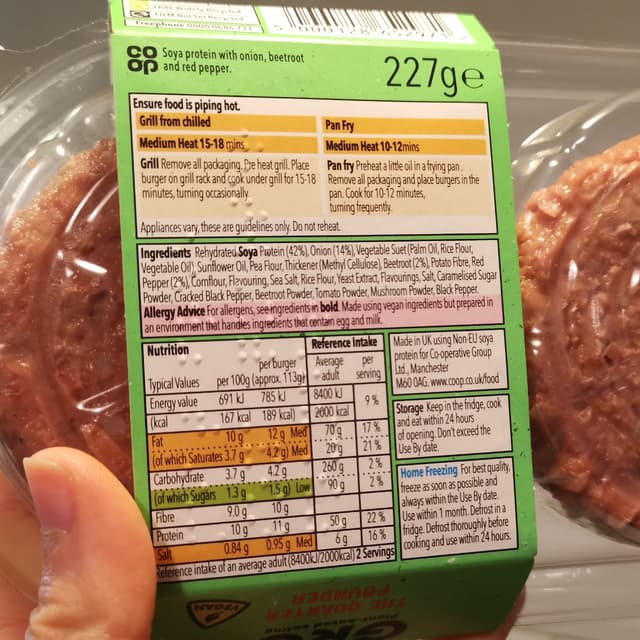 Film Not Yet Recycled
Freephone 0800 0686 727
CO
OP
Soya protein with onion, beetroot
and red pepper.
227g e
Ensure food is piping hot.
Grill from chilled
Medium Heat 15-18 mins
Grill Remove all packaging. Pre heat grill. Place
burger on grill rack and cook under grill for 15-18
minutes, turning occasionally.
Pan Fry
Medium Heat 10-12mins
Pan fry Preheat a little oil in a frying pan.
Remove all packaging and place burgers in the
pan. Cook for 10-12 minutes,
turning frequently.
Appliances vary, these are guidelines only. Do not reheat.
Ingredients Rehydrated Soya Protein (42%), Onion (14%), Vegetable Suet (Palm Oil, Rice Flour,
Vegetable Oil), Sunflower Oil, Pea Flour, Thickener (Methyl Cellulose), Beetroot (2%), Potato Fibre, Red
Pepper (2%), Cornflour, Flavouring, Sea Salt, Rice Flour, Yeast Extract, Flavourings, Salt, Caramelised Sugar
Powder, Cracked Black Pepper, Beetroot Powder, Tomato Powder, Mushroom Powder, Black Pepper.
Allergy Advice For allergens, see ingredients in bold. Made using vegan ingredients but prepared in
an environment that handles ingredients that contain egg and milk.
Nutrition
Reference Intake
Typical Values per 100g per burger (approx. 113g) Average adult per serving
Energy value 691 kJ 785 kJ 8400 kJ 9 %
(kcal 167 kcal 189 kcal) 2000 kcal
Fat 10 g 12 g Med 70 g 17 %
(of which Saturates 3.7 g 4.2 g) Med 20 g 21 %
Carbohydrate 3.7 g 4.2 g 260 g 2 %
(of which Sugars 1.3 g 1.5 g) Low 90 g 2 %
Fibre 9.0 g 10 g
Protein 10 g 11 g 50 g 22 %
Salt 0.84 g 0.95 g Med 6 g 16 %
Reference intake of an average adult (8400kJ/2000kcal) 2 Servings
Made in UK using Non-EU soya
protein for Co-operative Group
Ltd., Manchester
M60 0AG. www.coop.co.uk/food
Storage Keep in the fridge, cook
and eat within 24 hours
of opening. Don't exceed the
Use By date.
Home Freezing For best quality,
freeze as soon as possible and
always within the Use By date.
Use within 1 month. Defrost in a
fridge. Defrost thoroughly before
cooking and use within 24 hours.
VEGAN
THE QUARTER
POUNDER
Plant-based eating
GRO